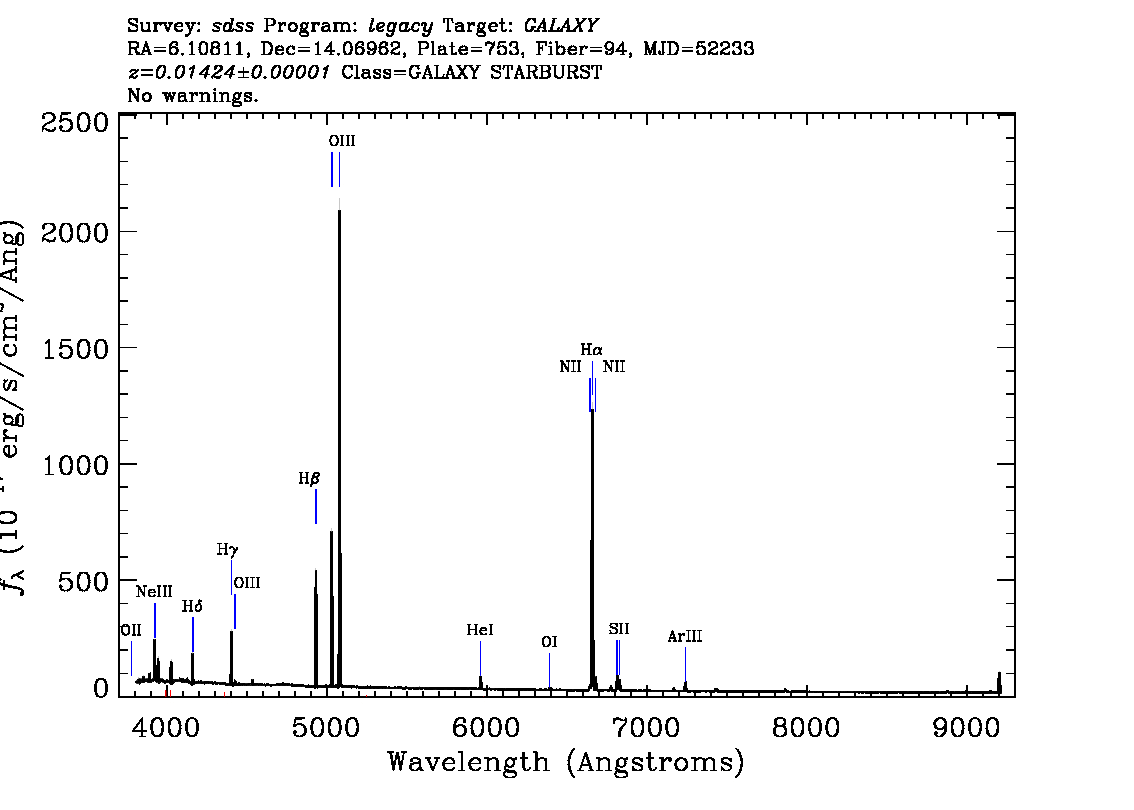 Survey: sdss Program: legacy Target: GALAXY
RA=6.10811, Dec=14.06962, Plate=753, Fiber=94, MJD=52233
z=0.01424±0.00001 Class=GALAXY STARBURST
No warnings.
2500
2000
1500
1000
500
0
OIII
Hα
NII NII
Hβ
Hγ
OIII
NeIII
Hδ
OII
HeI
OI
SII
ArIII
4000 5000 6000 7000 8000 9000
Wavelength (Angstroms)
fλ (10 erg/s/cm²/Ang)